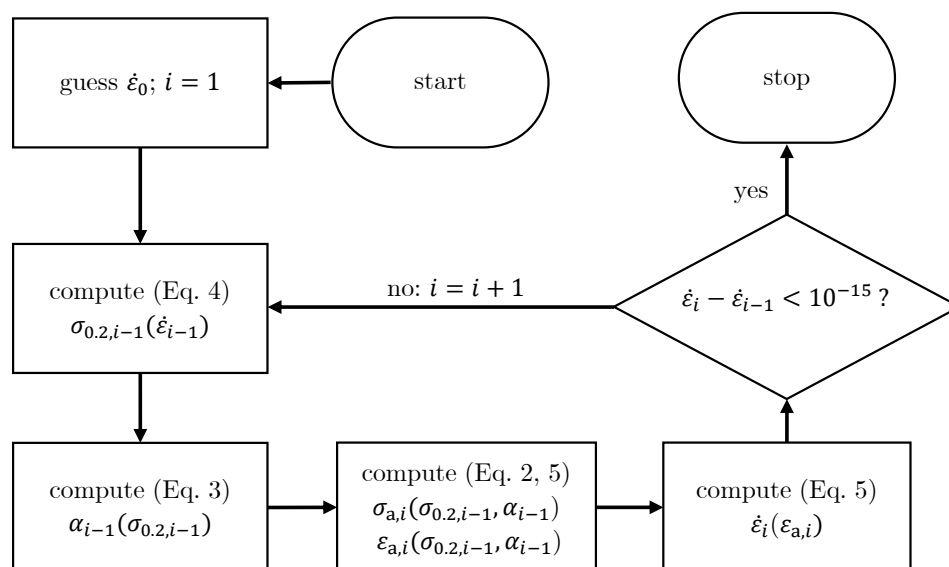 start
guess ε̇₀; i = 1
compute (Eq. 4)
σ₀.₂,ᵢ₋₁(ε̇ᵢ₋₁)
compute (Eq. 3)
αᵢ₋₁(σ₀.₂,ᵢ₋₁)
compute (Eq. 2, 5)
σₐ,ᵢ(σ₀.₂,ᵢ₋₁, αᵢ₋₁)
εₐ,ᵢ(σ₀.₂,ᵢ₋₁, αᵢ₋₁)
compute (Eq. 5)
ε̇ᵢ(εₐ,ᵢ)
ε̇ᵢ − ε̇ᵢ₋₁ < 10⁻¹⁵ ?
no: i = i + 1
yes
stop